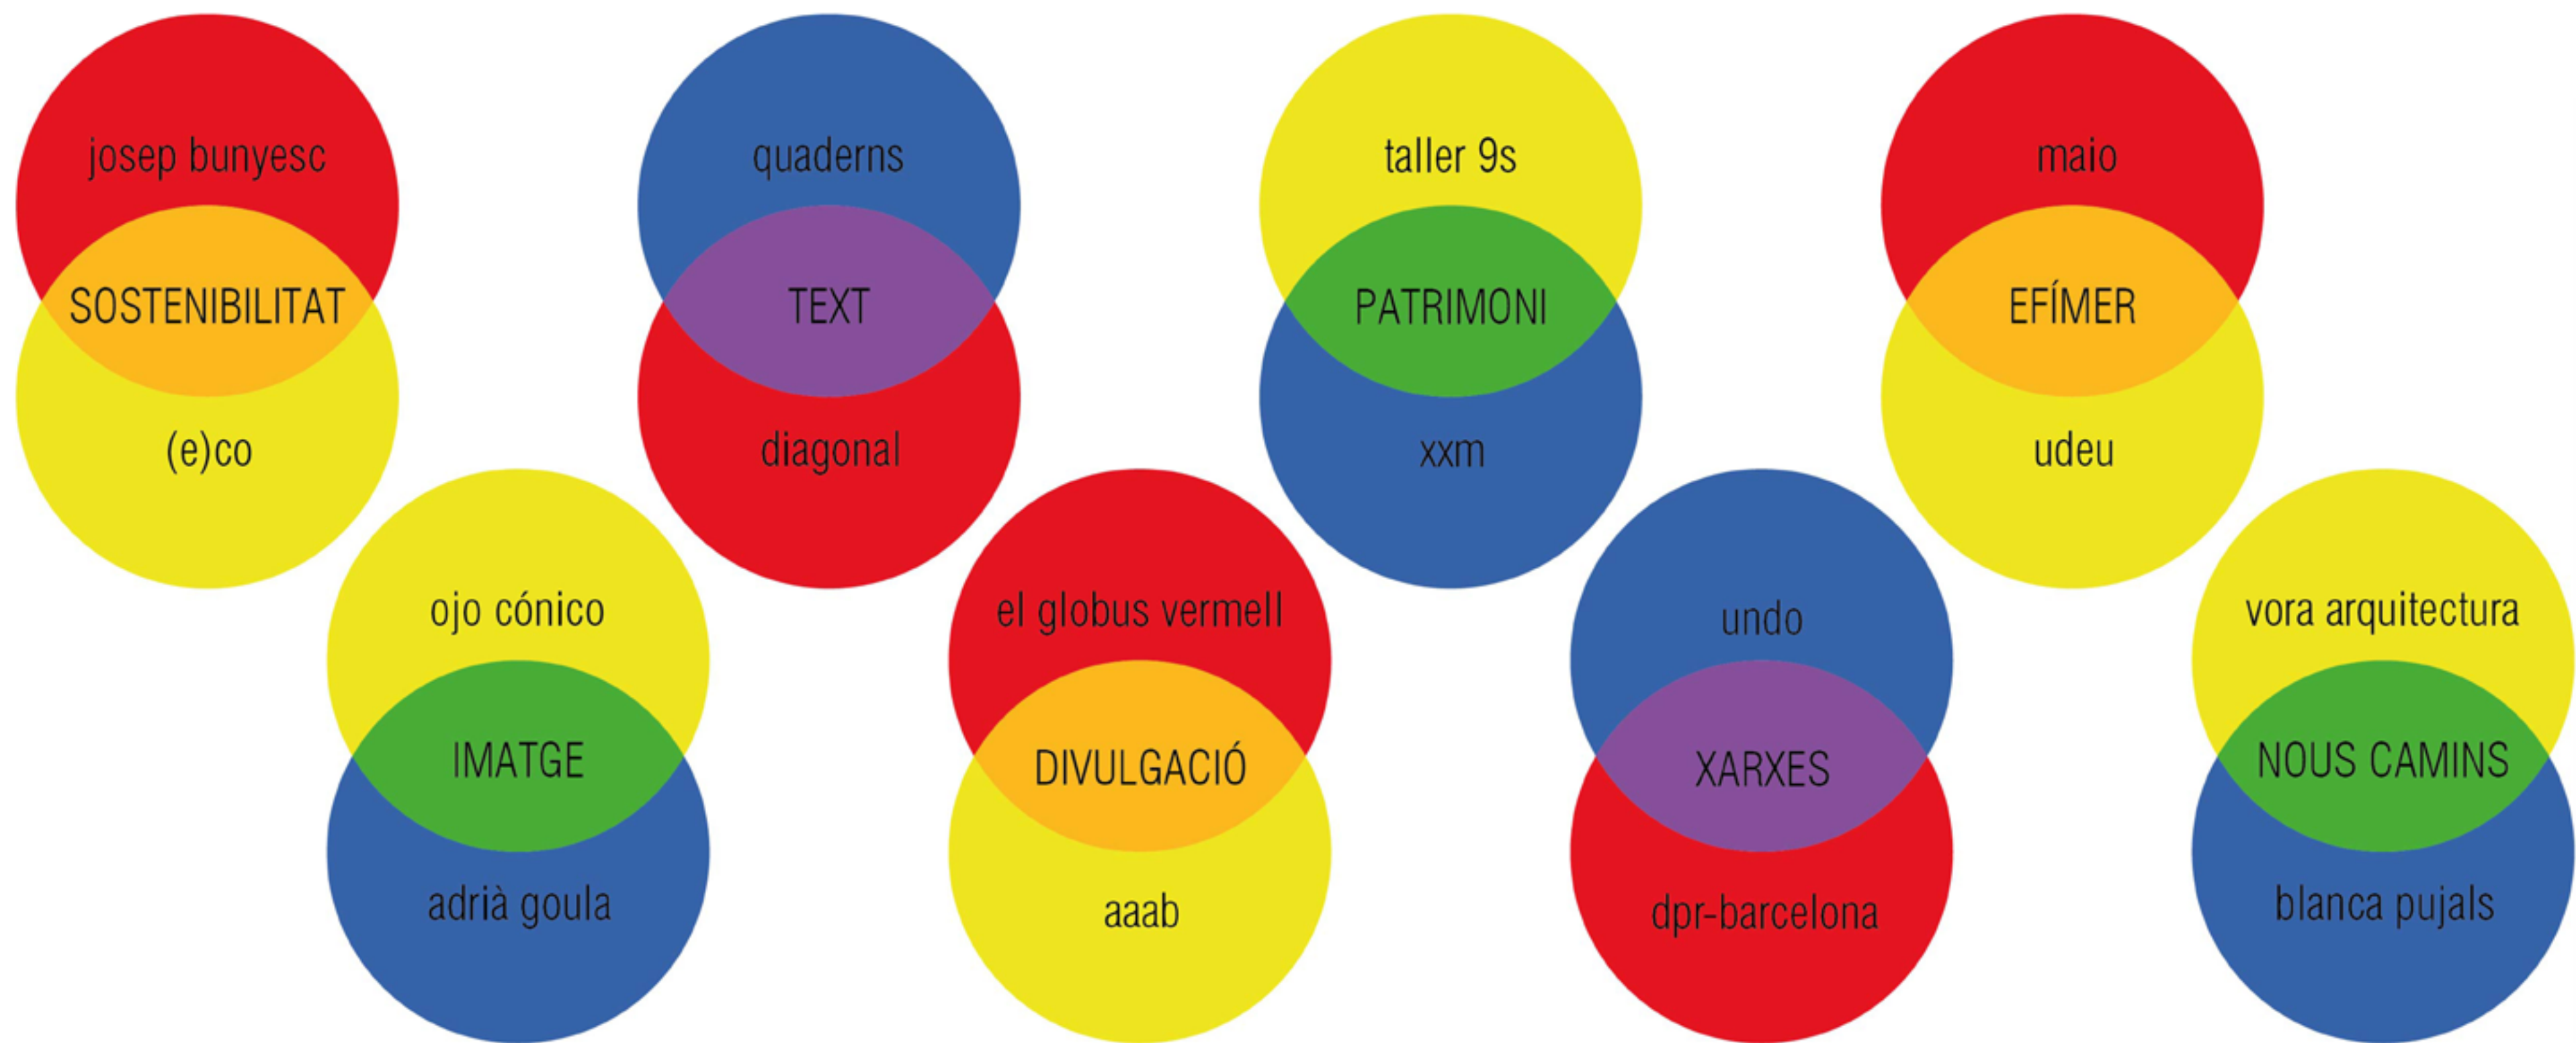 josep bunyesc
SOSTENIBILITAT
(e)co
ojo cónico
IMATGE
adrià goula
quaderns
TEXT
diagonal
el globus vermell
DIVULGACIÓ
aaab
taller 9s
PATRIMONI
xxm
undo
XARXES
dpr-barcelona
maio
EFÍMER
udeu
vora arquitectura
NOUS CAMINS
blanca pujals